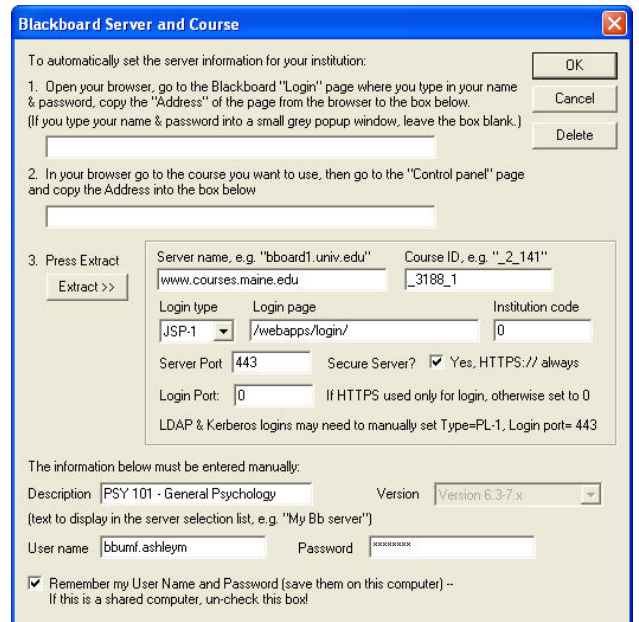 Blackboard Server and Course
To automatically set the server information for your institution:
OK
1. Open your browser, go to the Blackboard "Login" page where you type in your name
& password, copy the "Address" of the page from the browser to the box below.
Cancel
(If you type your name & password into a small grey popup window, leave the box blank.)
Delete
2. In your browser go to the course you want to use, then go to the "Control panel" page
and copy the Address into the box below
3. Press Extract
Extract >>
Server name, e.g. "bboard1.univ.edu" Course ID, e.g. "_2_141"
www.courses.maine.edu _3188_1
Login type Login page Institution code
JSP-1 /webapps/login/ 0
Server Port 443 Secure Server? Yes, HTTPS:// always
Login Port: 0 If HTTPS used only for login, otherwise set to 0
LDAP & Kerberos logins may need to manually set Type=PL-1, Login port= 443
The information below must be entered manually:
Description PSY 101 - General Psychology Version Version 6.3-7.x
(text to display in the server selection list, e.g. "My Bb server")
User name bbumf.ashleym Password ××××××××
Remember my User Name and Password (save them on this computer) --
If this is a shared computer, un-check this box!